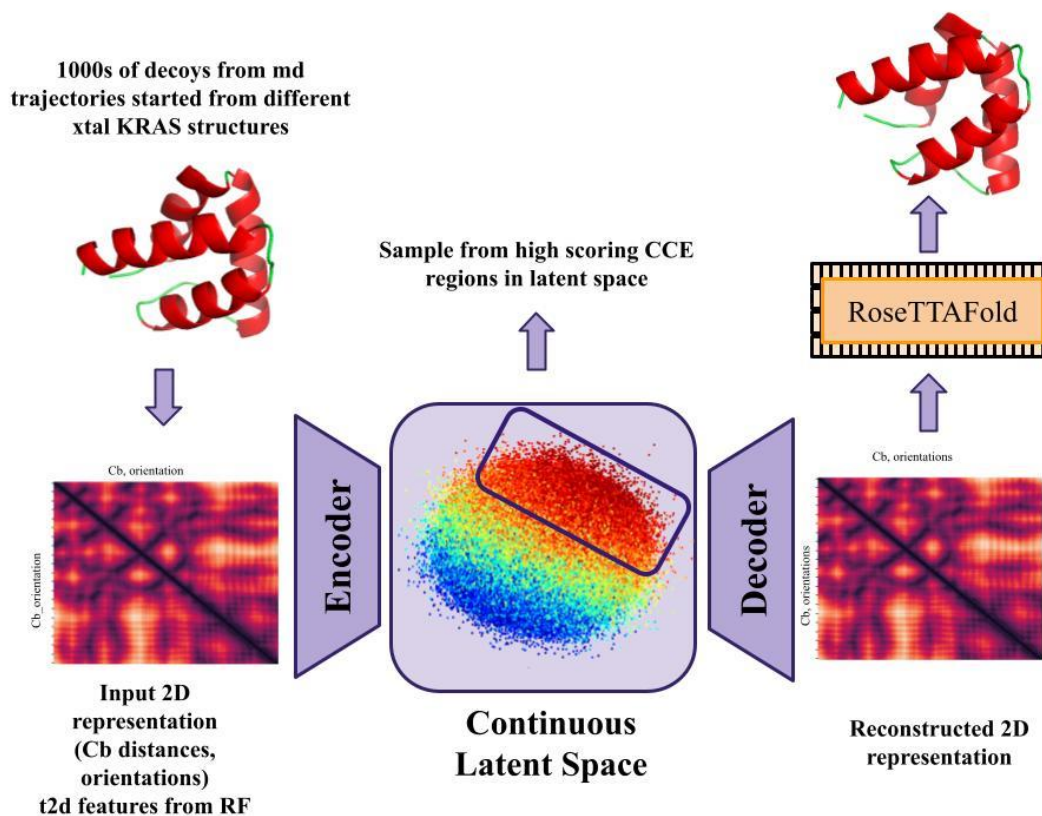 1000s of decoys from md
trajectories started from different
xtal KRAS structures
Cb, orientation
Cb_orientation
Input 2D
representation
(Cb distances,
orientations)
t2d features from RF
Encoder
Sample from high scoring CCE
regions in latent space
Continuous
Latent Space
Decoder
RoseTTAFold
Cb, orientations
Cb, orientations
Reconstructed 2D
representation